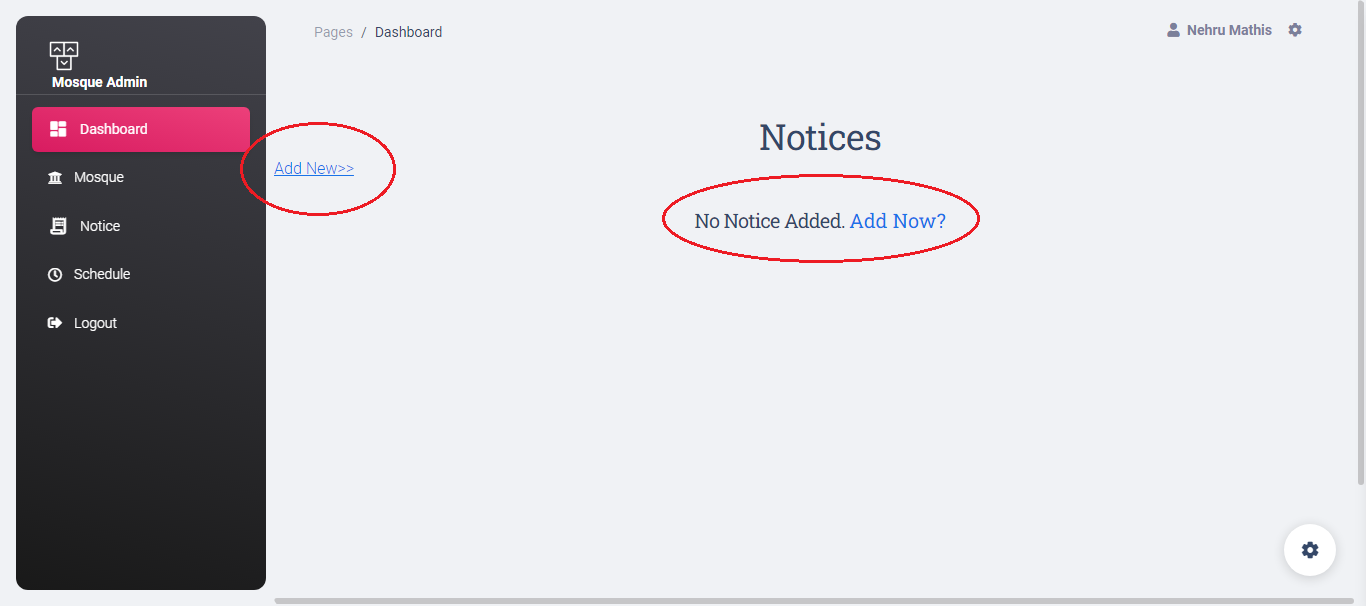 Mosque Admin
Dashboard
Mosque
Notice
Schedule
Logout
Pages / Dashboard
Nehru Mathis
Notices
Add New>>
No Notice Added. Add Now?